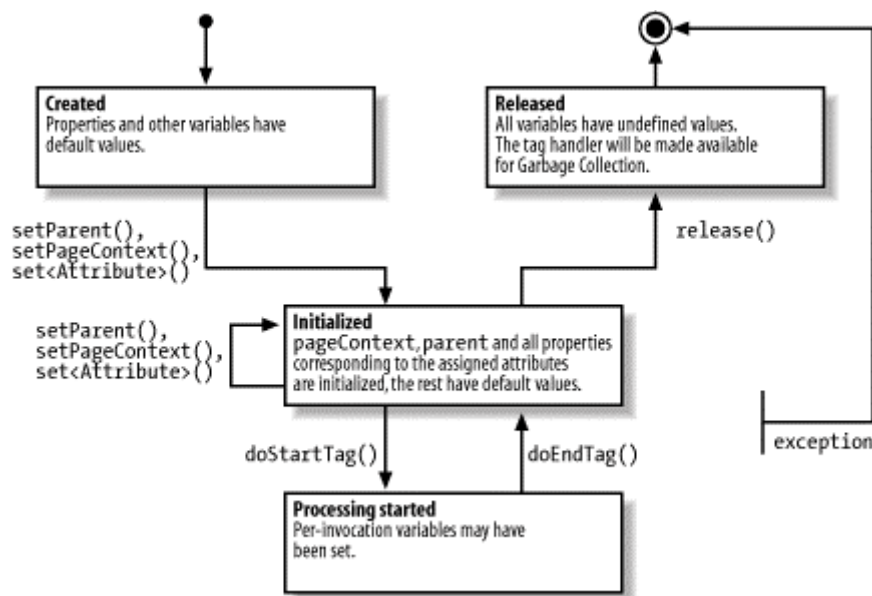 Created
Properties and other variables have
default values.
Released
All variables have undefined values.
The tag handler will be made available
for Garbage Collection.
setParent(),
setPageContext(),
set<Attribute>()
release()
Initialized
pageContext, parent and all properties
corresponding to the assigned attributes
are initialized, the rest have default values.
setParent(),
setPageContext(),
set<Attribute>()
exception
doStartTag()
doEndTag()
Processing started
Per-invocation variables may have
been set.